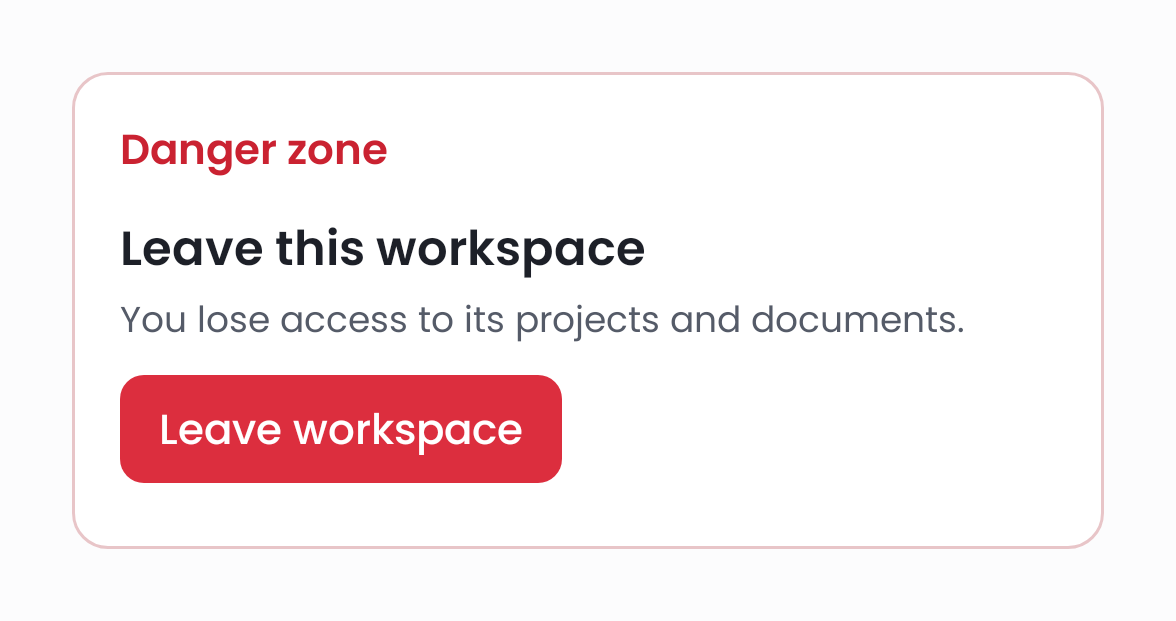 Danger zone
Leave this workspace
You lose access to its projects and documents.
Leave workspace